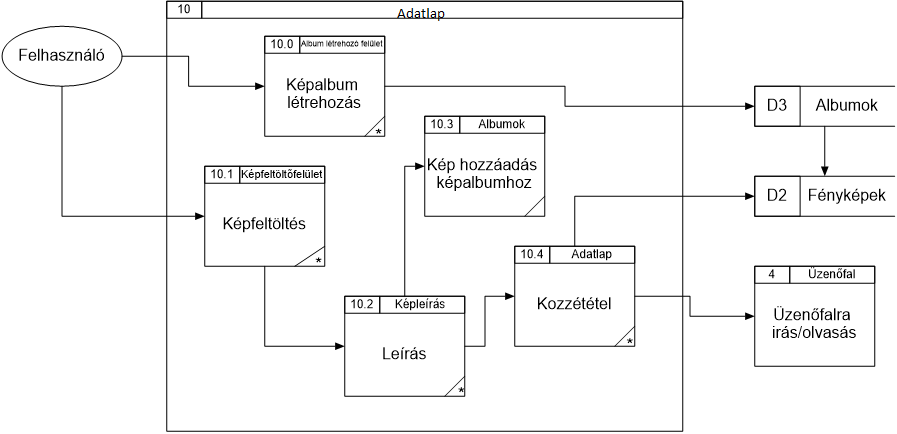 10 Adatlap
Felhasználó
10.0 Album létrehozó felület
Képalbum
létrehozás
*
D3 Albumok
10.3 Albumok
Kép hozzáadás
képalbumhoz
10.1 Képfeltöltőfelület
Képfeltöltés
*
D2 Fényképek
10.4 Adatlap
Kozzététel
*
4 Üzenőfal
Üzenőfalra
irás/olvasás
10.2 Képleírás
Leírás
*